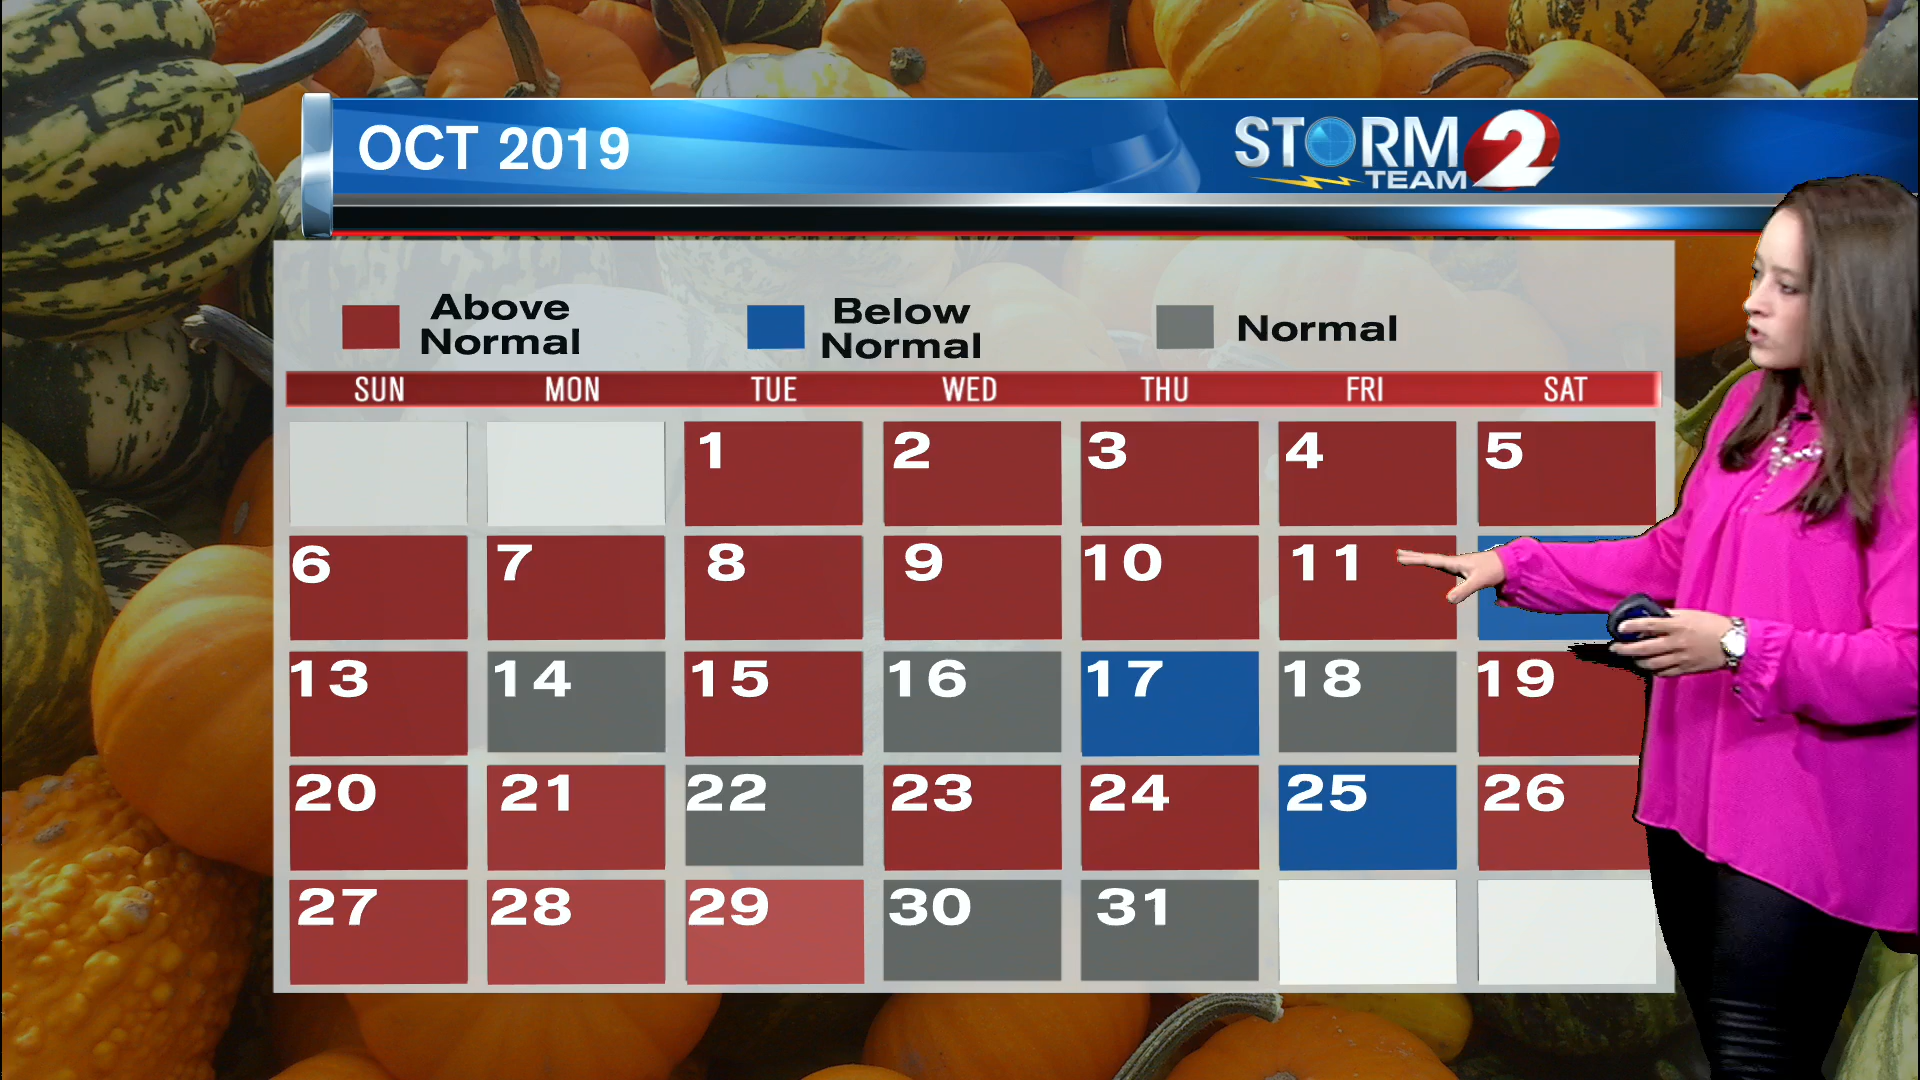 OCT 2019
STORM
TEAM 2
Above
Normal
Below
Normal
Normal
SUN MON TUE WED THU FRI SAT
1 2 3 4 5
6 7 8 9 10 11
13 14 15 16 17 18 19
20 21 22 23 24 25 26
27 28 29 30 31